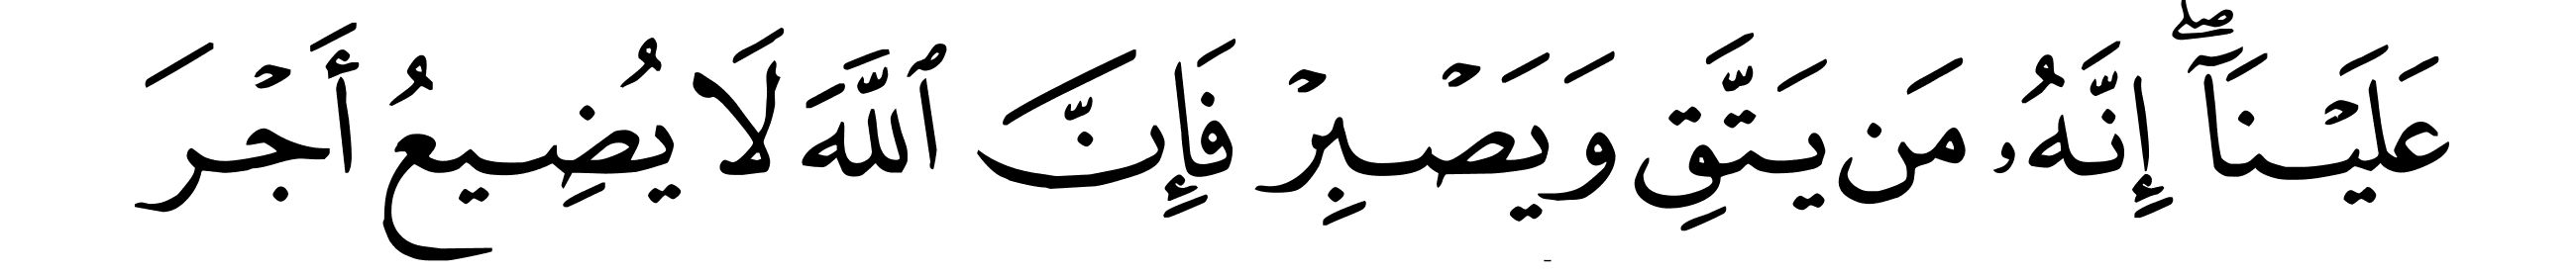 عَلَيْنَآ ۖ إِنَّهُۥ مَن يَتَّقِ وَيَصْبِرْ فَإِنَّ ٱللَّهَ لَا يُضِيعُ أَجْرَ